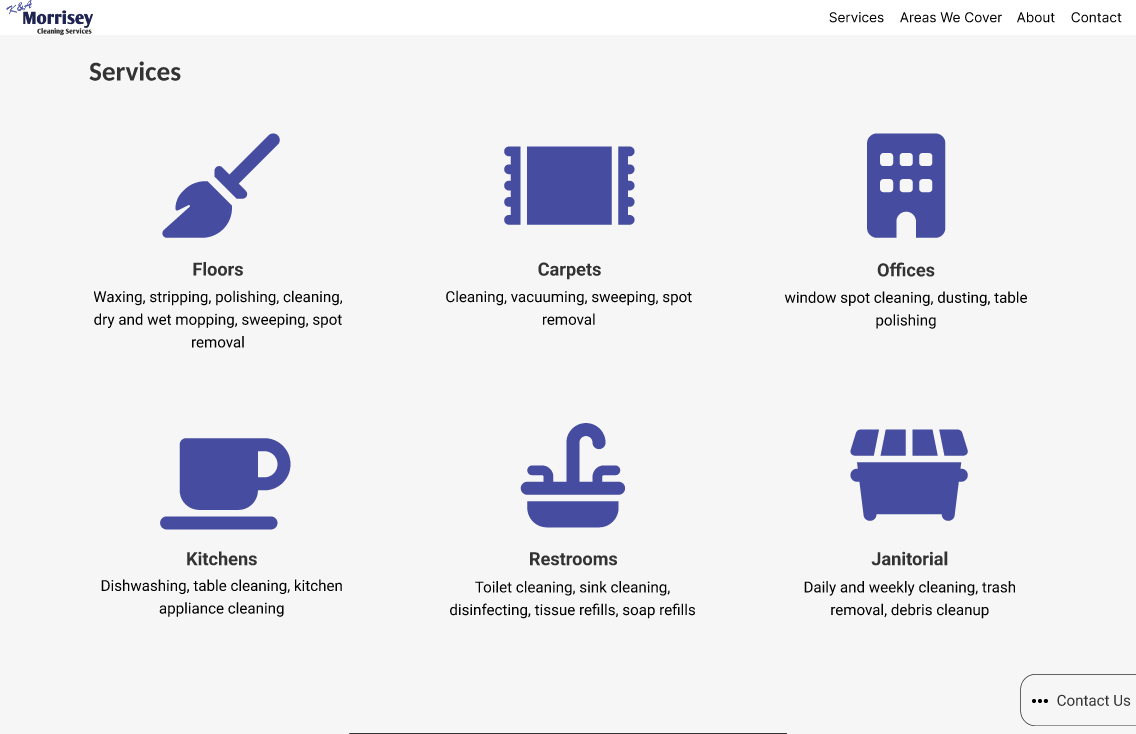 K&A
Morrisey
Cleaning Services
Services
Areas We Cover
About
Contact
Services
Floors
Waxing, stripping, polishing, cleaning,
dry and wet mopping, sweeping, spot
removal
Carpets
Cleaning, vacuuming, sweeping, spot
removal
Offices
window spot cleaning, dusting, table
polishing
Kitchens
Dishwashing, table cleaning, kitchen
appliance cleaning
Restrooms
Toilet cleaning, sink cleaning,
disinfecting, tissue refills, soap refills
Janitorial
Daily and weekly cleaning, trash
removal, debris cleanup
Contact Us